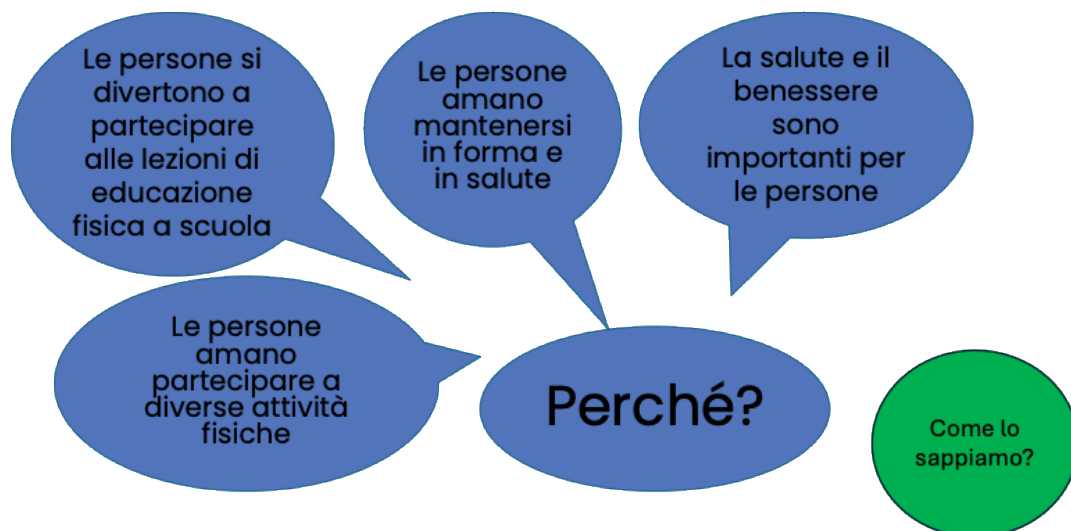 Le persone si
divertono a
partecipare
alle lezioni di
educazione
fisica a scuola
Le persone
amano
mantenersi
in forma e
in salute
La salute e il
benessere
sono
importanti per
le persone
Le persone
amano
partecipare a
diverse attività
fisiche
Perché?
Come lo
sappiamo?